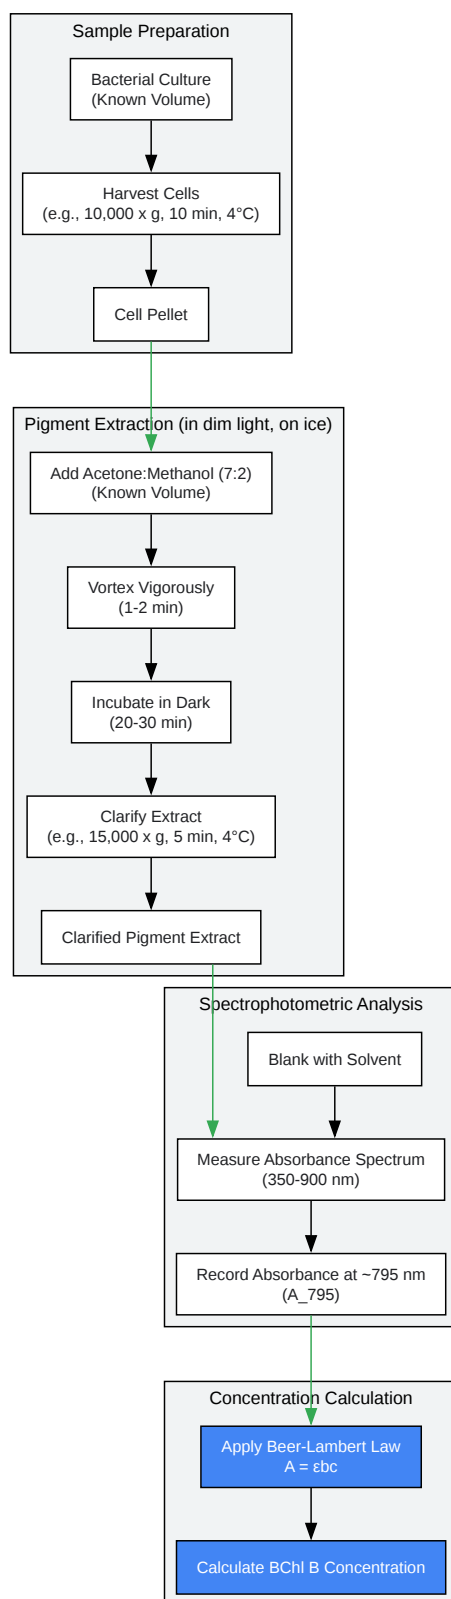 Sample Preparation
Bacterial Culture
(Known Volume)
Harvest Cells
(e.g., 10,000 x g, 10 min, 4°C)
Cell Pellet
Pigment Extraction (in dim light, on ice)
Add Acetone:Methanol (7:2)
(Known Volume)
Vortex Vigorously
(1-2 min)
Incubate in Dark
(20-30 min)
Clarify Extract
(e.g., 15,000 x g, 5 min, 4°C)
Clarified Pigment Extract
Spectrophotometric Analysis
Blank with Solvent
Measure Absorbance Spectrum
(350-900 nm)
Record Absorbance at ~795 nm
(A_795)
Concentration Calculation
Apply Beer-Lambert Law
A = εbc
Calculate BChl B Concentration